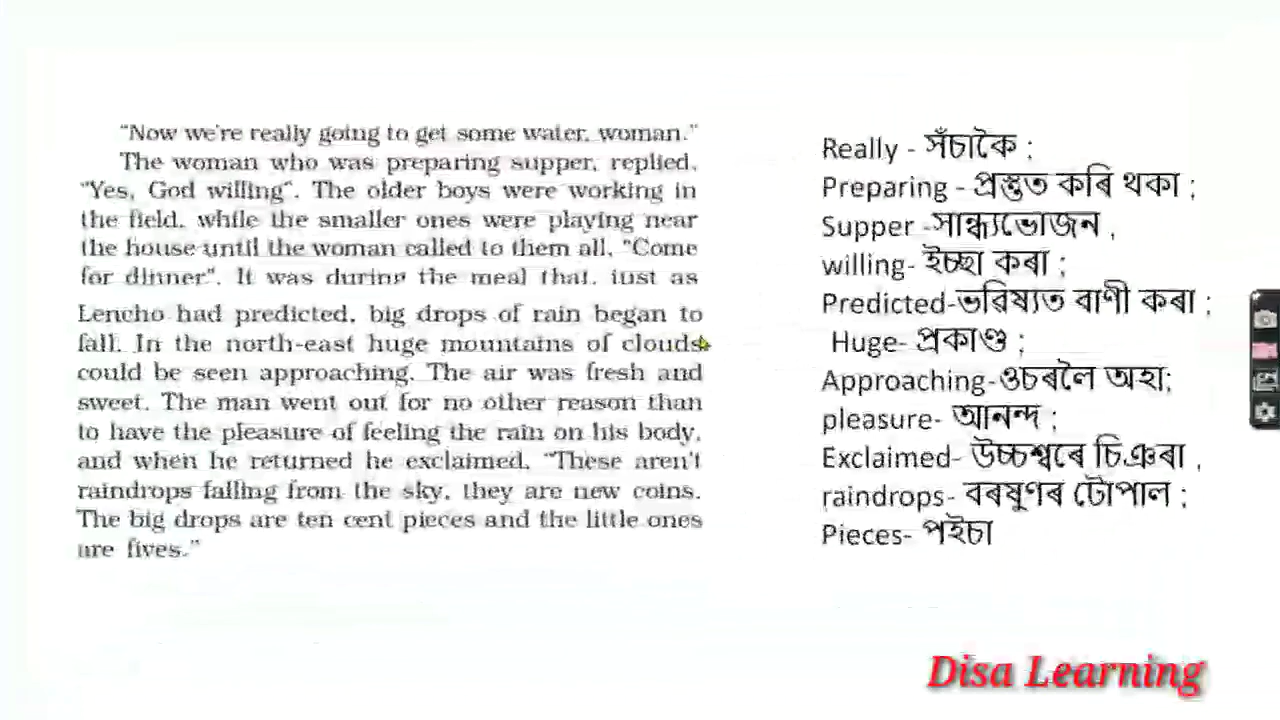 "Now we're really going to get some water, woman."
The woman who was preparing supper, replied,
"Yes, God willing". The older boys were working in
the field, while the smaller ones were playing near
the house until the woman called to them all, "Come
for dinner". It was during the meal that, just as
Lencho had predicted, big drops of rain began to
fall. In the north-east huge mountains of clouds
could be seen approaching. The air was fresh and
sweet. The man went out for no other reason than
to have the pleasure of feeling the rain on his body,
and when he returned he exclaimed, "These aren't
raindrops falling from the sky, they are new coins.
The big drops are ten cent pieces and the little ones
are fives."
Really - সঁচাকৈ ;
Preparing - প্ৰস্তুত কৰি থকা ;
Supper -সান্ধ্যভোজন ,
willing- ইচ্ছা কৰা ;
Predicted-ভৱিষ্যত বাণী কৰা ;
Huge- প্ৰকাণ্ড ;
Approaching-ওচৰলৈ অহা;
pleasure- আনন্দ ;
Exclaimed- উচ্চশ্বৰে চিঞৰা ,
raindrops- বৰষুণৰ টোপাল ;
Pieces- পইচা
Disa Learning